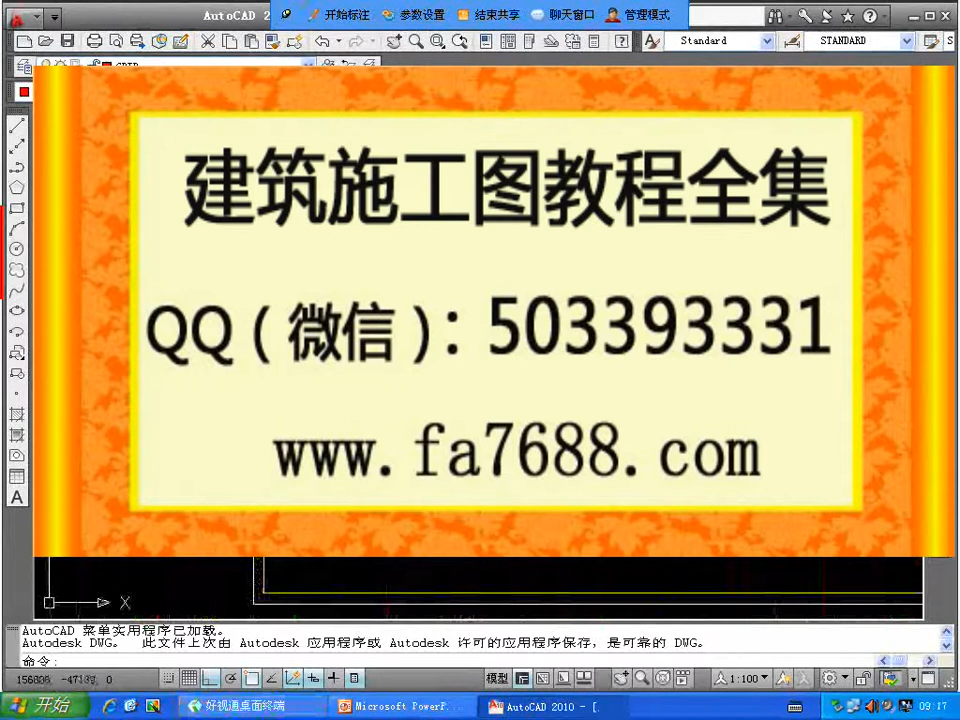 AutoCAD 2
开始标注 参数设置 结束共享 聊天窗口 管理模式
Standard STANDARD S
建筑施工图教程全集
QQ（微信）：503393331
www.fa7688.com
X
AutoCAD 菜单实用程序已加载。
Autodesk DWG。 此文件上次由 Autodesk 应用程序或 Autodesk 许可的应用程序保存，是可靠的 DWG。
命令:
模型 1:100
开始 好视通桌面终端 Microsoft PowerP... AutoCAD 2010 - [ 09:17